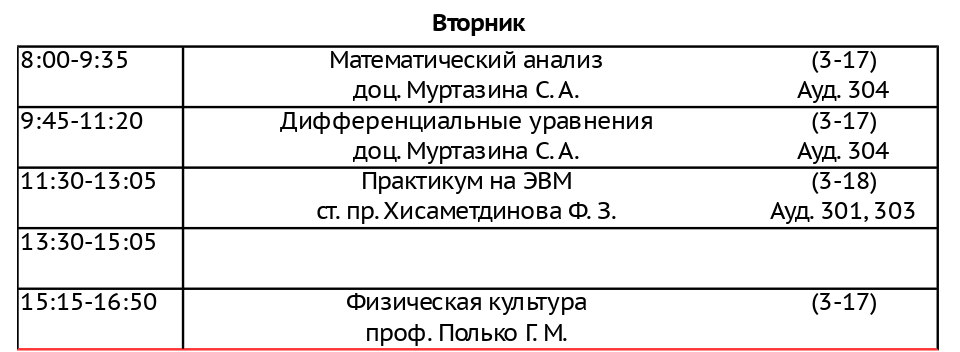 Вторник
8:00-9:35 Математический анализ (3-17)
доц. Муртазина С. А. Ауд. 304
9:45-11:20 Дифференциальные уравнения (3-17)
доц. Муртазина С. А. Ауд. 304
11:30-13:05 Практикум на ЭВМ (3-18)
ст. пр. Хисаметдинова Ф. З. Ауд. 301, 303
13:30-15:05
15:15-16:50 Физическая культура (3-17)
проф. Полько Г. М.